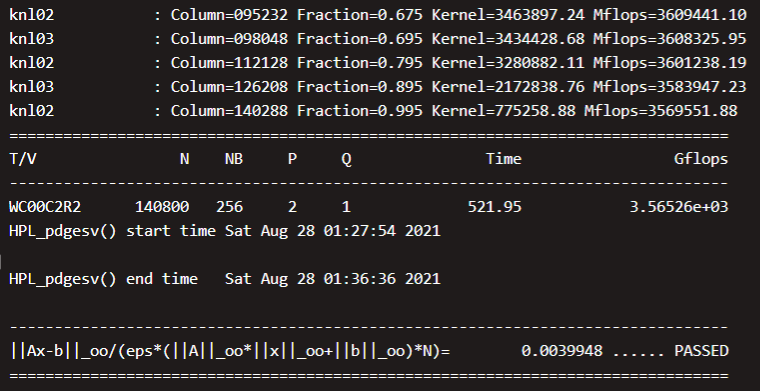 knl02           : Column=095232 Fraction=0.675 Kernel=3463897.24 Mflops=3609441.10
knl03           : Column=098048 Fraction=0.695 Kernel=3434428.68 Mflops=3608325.95
knl02           : Column=112128 Fraction=0.795 Kernel=3280882.11 Mflops=3601238.19
knl03           : Column=126208 Fraction=0.895 Kernel=2172838.76 Mflops=3583947.23
knl02           : Column=140288 Fraction=0.995 Kernel=775258.88 Mflops=3569551.88
================================================================================
T/V                N    NB     P     Q               Time                 Gflops
--------------------------------------------------------------------------------
WC00C2R2      140800   256     2     1             521.95            3.56526e+03
HPL_pdgesv() start time Sat Aug 28 01:27:54 2021
HPL_pdgesv() end time   Sat Aug 28 01:36:36 2021
--------------------------------------------------------------------------------
||Ax-b||_oo/(eps*(||A||_oo*||x||_oo+||b||_oo)*N)=        0.0039948 ...... PASSED
================================================================================